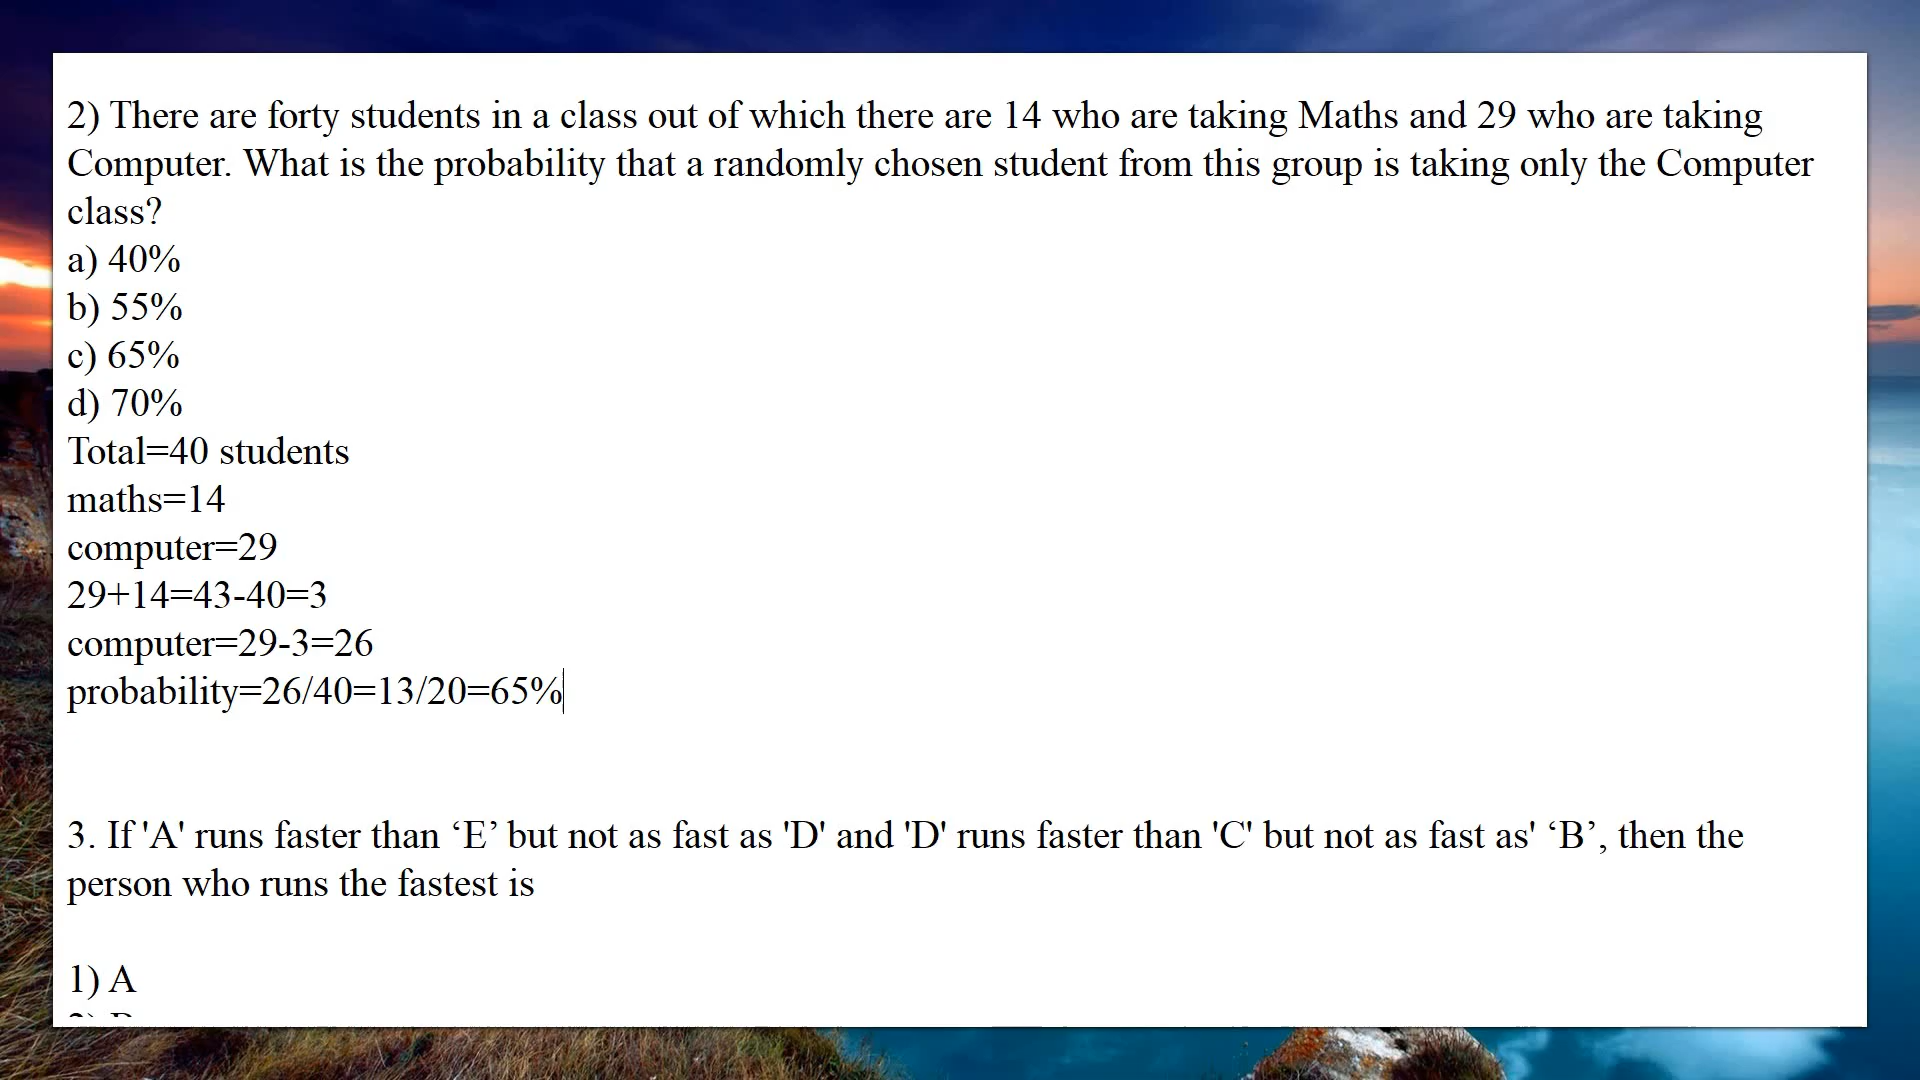 2) There are forty students in a class out of which there are 14 who are taking Maths and 29 who are taking
Computer. What is the probability that a randomly chosen student from this group is taking only the Computer
class?
a) 40%
b) 55%
c) 65%
d) 70%
Total=40 students
maths=14
computer=29
29+14=43-40=3
computer=29-3=26
probability=26/40=13/20=65%
3. If 'A' runs faster than ‘E’ but not as fast as 'D' and 'D' runs faster than 'C' but not as fast as' ‘B’, then the
person who runs the fastest is
1) A